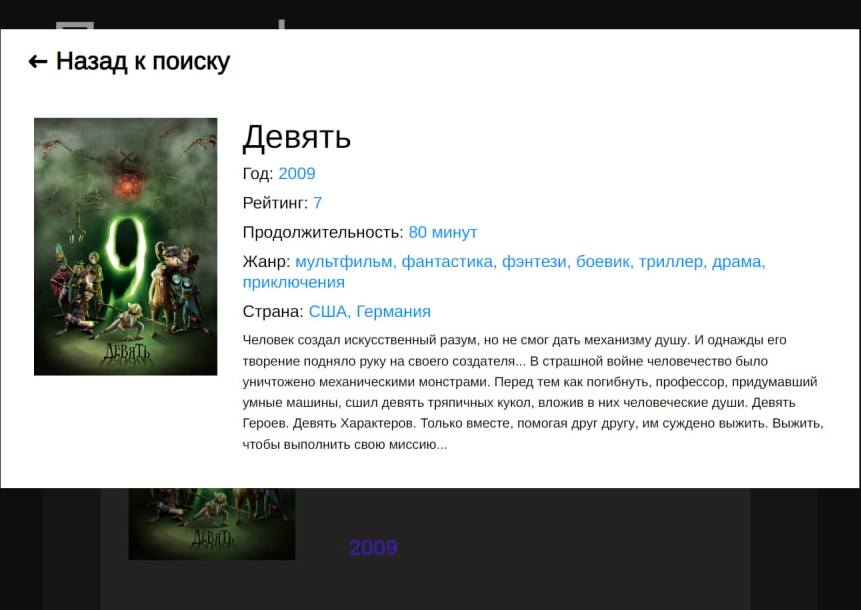 ← Назад к поиску
Девять
Год: 2009
Рейтинг: 7
Продолжительность: 80 минут
Жанр: мультфильм, фантастика, фэнтези, боевик, триллер, драма,
приключения
Страна: США, Германия
9
ДЕВЯТЬ
Человек создал искусственный разум, но не смог дать механизму душу. И однажды его
творение подняло руку на своего создателя... В страшной войне человечество было
уничтожено механическими монстрами. Перед тем как погибнуть, профессор, придумавший
умные машины, сшил девять тряпичных кукол, вложив в них человеческие души. Девять
Героев. Девять Характеров. Только вместе, помогая друг другу, им суждено выжить. Выжить,
чтобы выполнить свою миссию...
ДЕВЯТЬ
2009